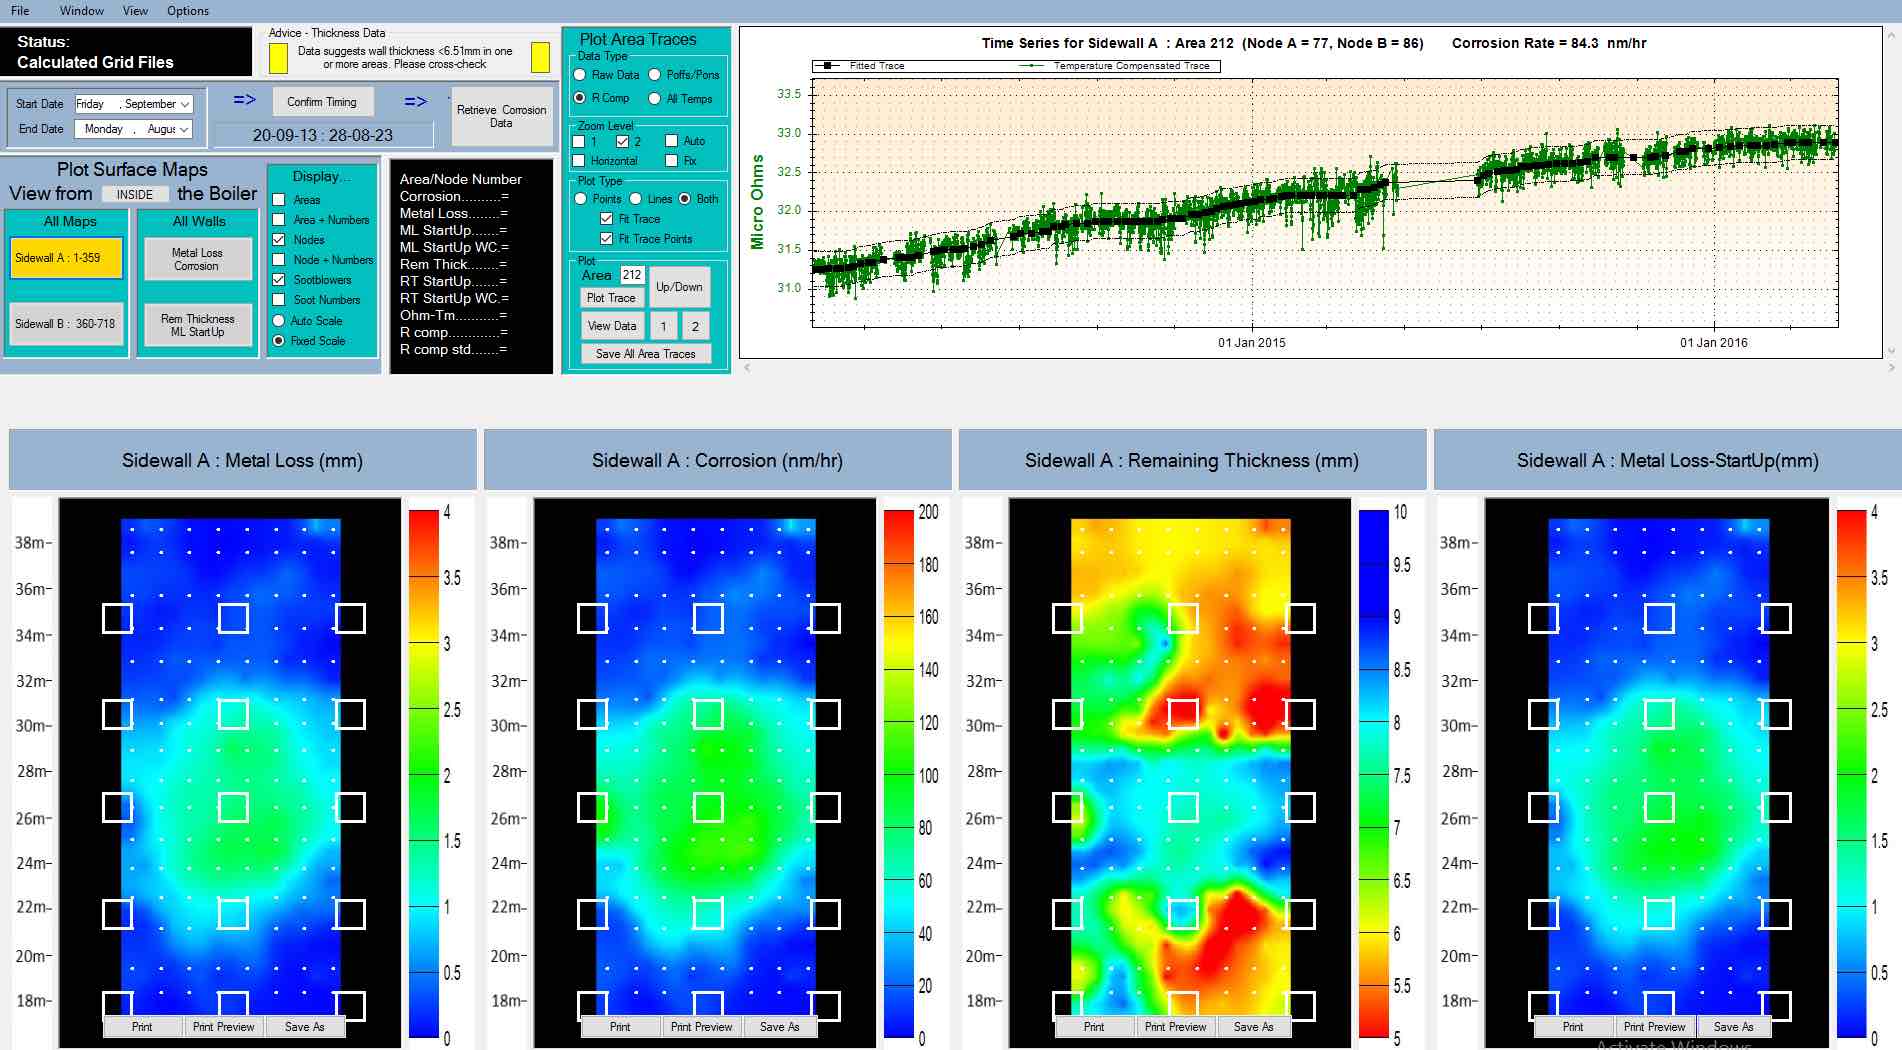 File Window View Options
Status:
Calculated Grid Files
Advice - Thickness Data
Data suggests wall thickness <6.51mm in one
or more areas. Please cross-check
Start Date Friday , September
End Date Monday , Augus
=> Confirm Timing =>
20-09-13 : 28-08-23
Retrieve Corrosion
Data
Plot Surface Maps
View from INSIDE the Boiler
All Maps
Sidewall A : 1-359
Sidewall B : 360-718
All Walls
Metal Loss
Corrosion
Rem Thickness
ML StartUp
Display...
Areas
Area + Numbers
Nodes
Node + Numbers
Sootblowers
Soot Numbers
Auto Scale
Fixed Scale
Area/Node Number
Corrosion..........=
Metal Loss........=
ML StartUp.......=
ML StartUp WC.=
Rem Thick........=
RT StartUp.......=
RT StartUp WC.=
Ohm-Tm..........=
R comp............=
R comp std.......=
Plot Area Traces
Data Type
Raw Data Poffs/Pons
R Comp All Temps
Zoom Level
1 2 Auto
Horizontal Fix
Plot Type
Points Lines Both
Fit Trace
Fit Trace Points
Plot
Area 212 Up/Down
Plot Trace
View Data 1 2
Save All Area Traces
Time Series for Sidewall A : Area 212 (Node A = 77, Node B = 86) Corrosion Rate = 84.3 nm/hr
Fitted Trace Temperature Compensated Trace
Micro Ohms
33.5
33.0
32.5
32.0
31.5
31.0
01 Jan 2015 01 Jan 2016
Sidewall A : Metal Loss (mm)
38m
36m
34m
32m
30m
28m
26m
24m
22m
20m
18m
4
3.5
3
2.5
2
1.5
1
0.5
0
Print Print Preview Save As
Sidewall A : Corrosion (nm/hr)
38m
36m
34m
32m
30m
28m
26m
24m
22m
20m
18m
200
180
160
140
120
100
80
60
40
20
0
Print Print Preview Save As
Sidewall A : Remaining Thickness (mm)
38m
36m
34m
32m
30m
28m
26m
24m
22m
20m
18m
10
9.5
9
8.5
8
7.5
7
6.5
6
5.5
5
Print Print Preview Save As
Sidewall A : Metal Loss-StartUp(mm)
38m
36m
34m
32m
30m
28m
26m
24m
22m
20m
18m
4
3.5
3
2.5
2
1.5
1
0.5
0
Print Print Preview Save As
Activate Windows